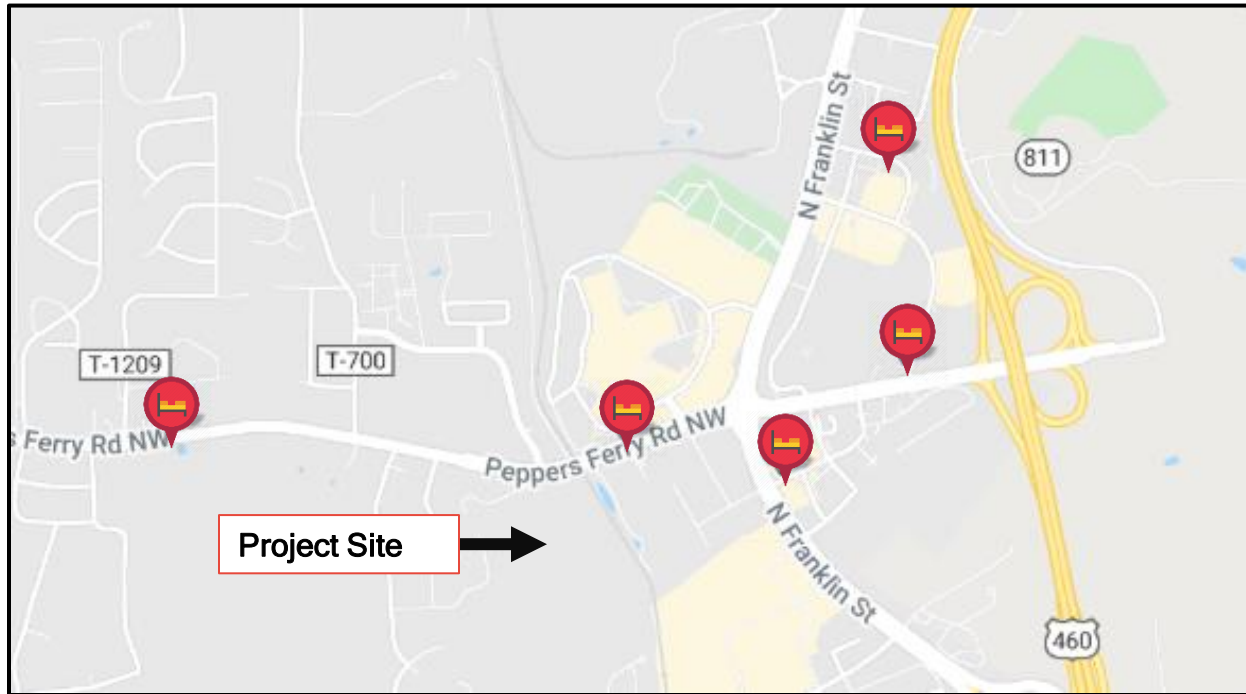 N Franklin St
811
T-1209
T-700
s Ferry Rd NW
Peppers Ferry Rd NW
Project Site
N Franklin St
460